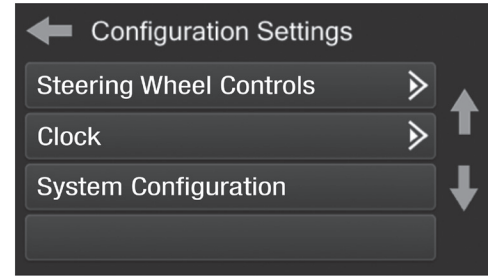 Configuration Settings
Steering Wheel Controls
Clock
System Configuration